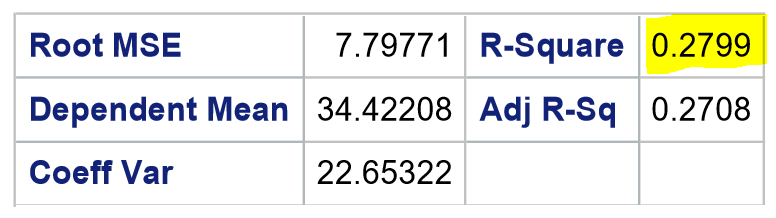 Root MSE 7.79771 R-Square 0.2799
Dependent Mean 34.42208 Adj R-Sq 0.2708
Coeff Var 22.65322